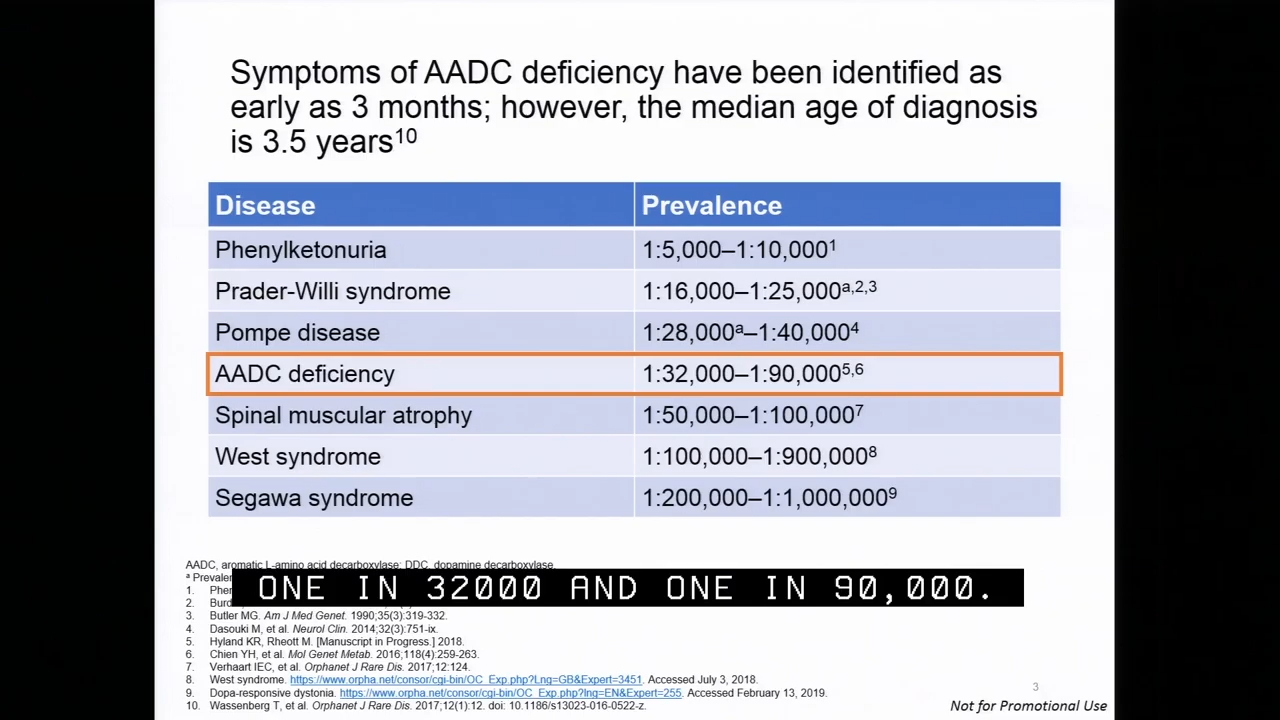 Symptoms of AADC deficiency have been identified as
early as 3 months; however, the median age of diagnosis
is 3.5 years¹⁰
Disease Prevalence
Phenylketonuria 1:5,000–1:10,000¹
Prader-Willi syndrome 1:16,000–1:25,000ᵃ,²,³
Pompe disease 1:28,000ᵃ–1:40,000⁴
AADC deficiency 1:32,000–1:90,000⁵,⁶
Spinal muscular atrophy 1:50,000–1:100,000⁷
West syndrome 1:100,000–1:900,000⁸
Segawa syndrome 1:200,000–1:1,000,000⁹
AADC, aromatic L-amino acid decarboxylase; DDC, dopamine decarboxylase.
ᵃ
1.
2.
ONE IN 32000 AND ONE IN 90,000.
3. Butler MG. Am J Med Genet. 1990;35(3):319-332.
4. Dasouki M, et al. Neurol Clin. 2014;32(3):751-ix.
5. Hyland KR, Rheott M. [Manuscript in Progress.] 2018.
6. Chien YH, et al. Mol Genet Metab. 2016;118(4):259-263.
7. Verhaart IEC, et al. Orphanet J Rare Dis. 2017;12:124.
8. West syndrome. https://www.orpha.net/consor/cgi-bin/OC_Exp.php?Lng=GB&Expert=3451. Accessed July 3, 2018.
9. Dopa-responsive dystonia. https://www.orpha.net/consor/cgi-bin/OC_Exp.php?lng=EN&Expert=255. Accessed February 13, 2019.
10. Wassenberg T, et al. Orphanet J Rare Dis. 2017;12(1):12. doi: 10.1186/s13023-016-0522-z.
3
Not for Promotional Use